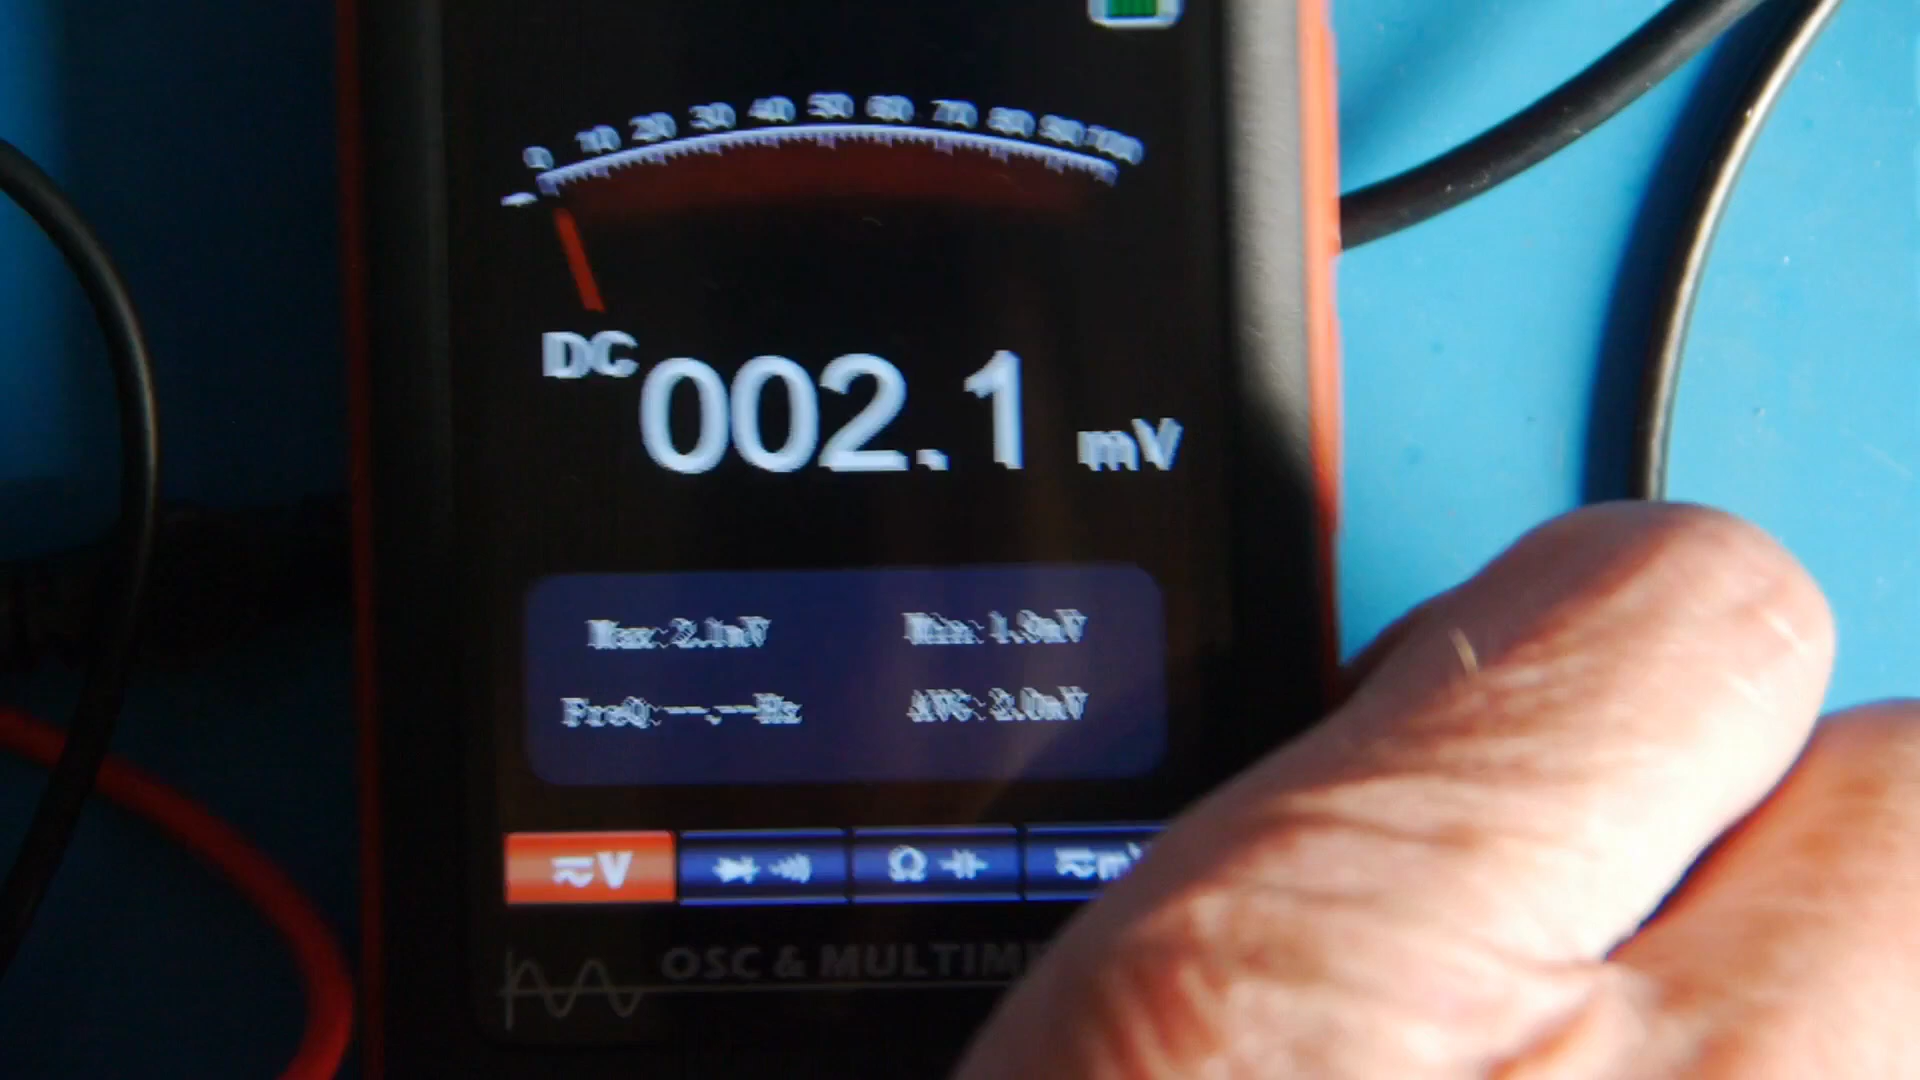 0 10 20 30 40 50 60 70 80 90 100
DC 002.1 mV
Max:2.1mV Min:1.9mV
FreQ:--.--Hz AVG:2.0mV
V Ω
OSC &